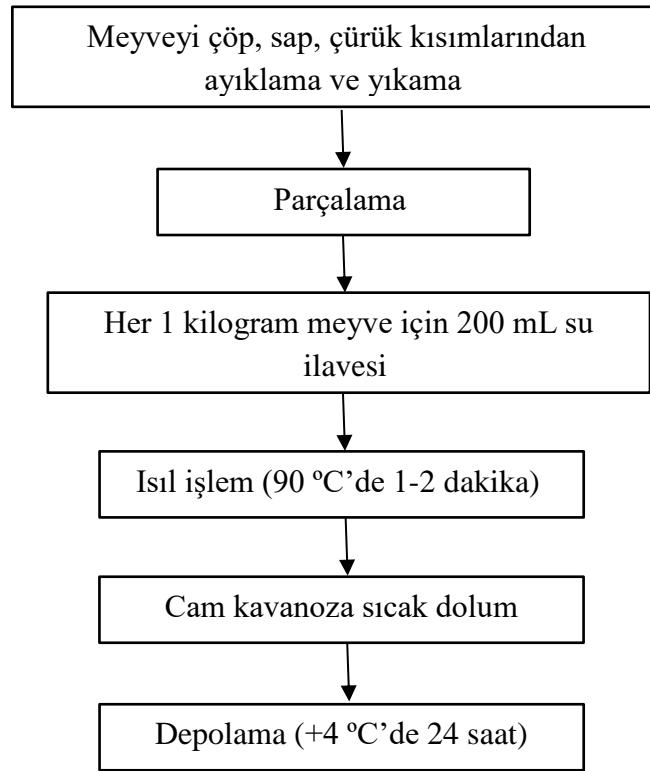 Meyveyi çöp, sap, çürük kısımlarından
ayıklama ve yıkama
Parçalama
Her 1 kilogram meyve için 200 mL su
ilavesi
Isıl işlem (90 ºC’de 1-2 dakika)
Cam kavanoza sıcak dolum
Depolama (+4 ºC’de 24 saat)